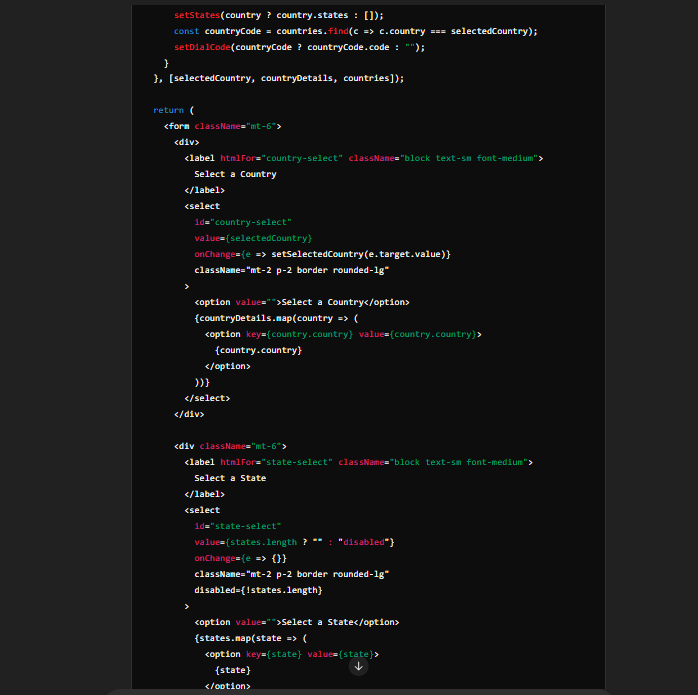 setStates(country ? country.states : []);
const countryCode = countries.find(c => c.country === selectedCountry);
setDialCode(countryCode ? countryCode.code : "");
}
}, [selectedCountry, countryDetails, countries]);
return (
<form className="mt-6">
<div>
<label htmlFor="country-select" className="block text-sm font-medium">
Select a Country
</label>
<select
id="country-select"
value={selectedCountry}
onChange={e => setSelectedCountry(e.target.value)}
className="mt-2 p-2 border rounded-lg"
>
<option value="">Select a Country</option>
{countryDetails.map(country => (
<option key={country.country} value={country.country}>
{country.country}
</option>
))}
</select>
</div>
<div className="mt-6">
<label htmlFor="state-select" className="block text-sm font-medium">
Select a State
</label>
<select
id="state-select"
value={states.length ? "" : "disabled"}
onChange={e => {}}
className="mt-2 p-2 border rounded-lg"
disabled={!states.length}
>
<option value="">Select a State</option>
{states.map(state => (
<option key={state} value={state}>
{state}
</option>